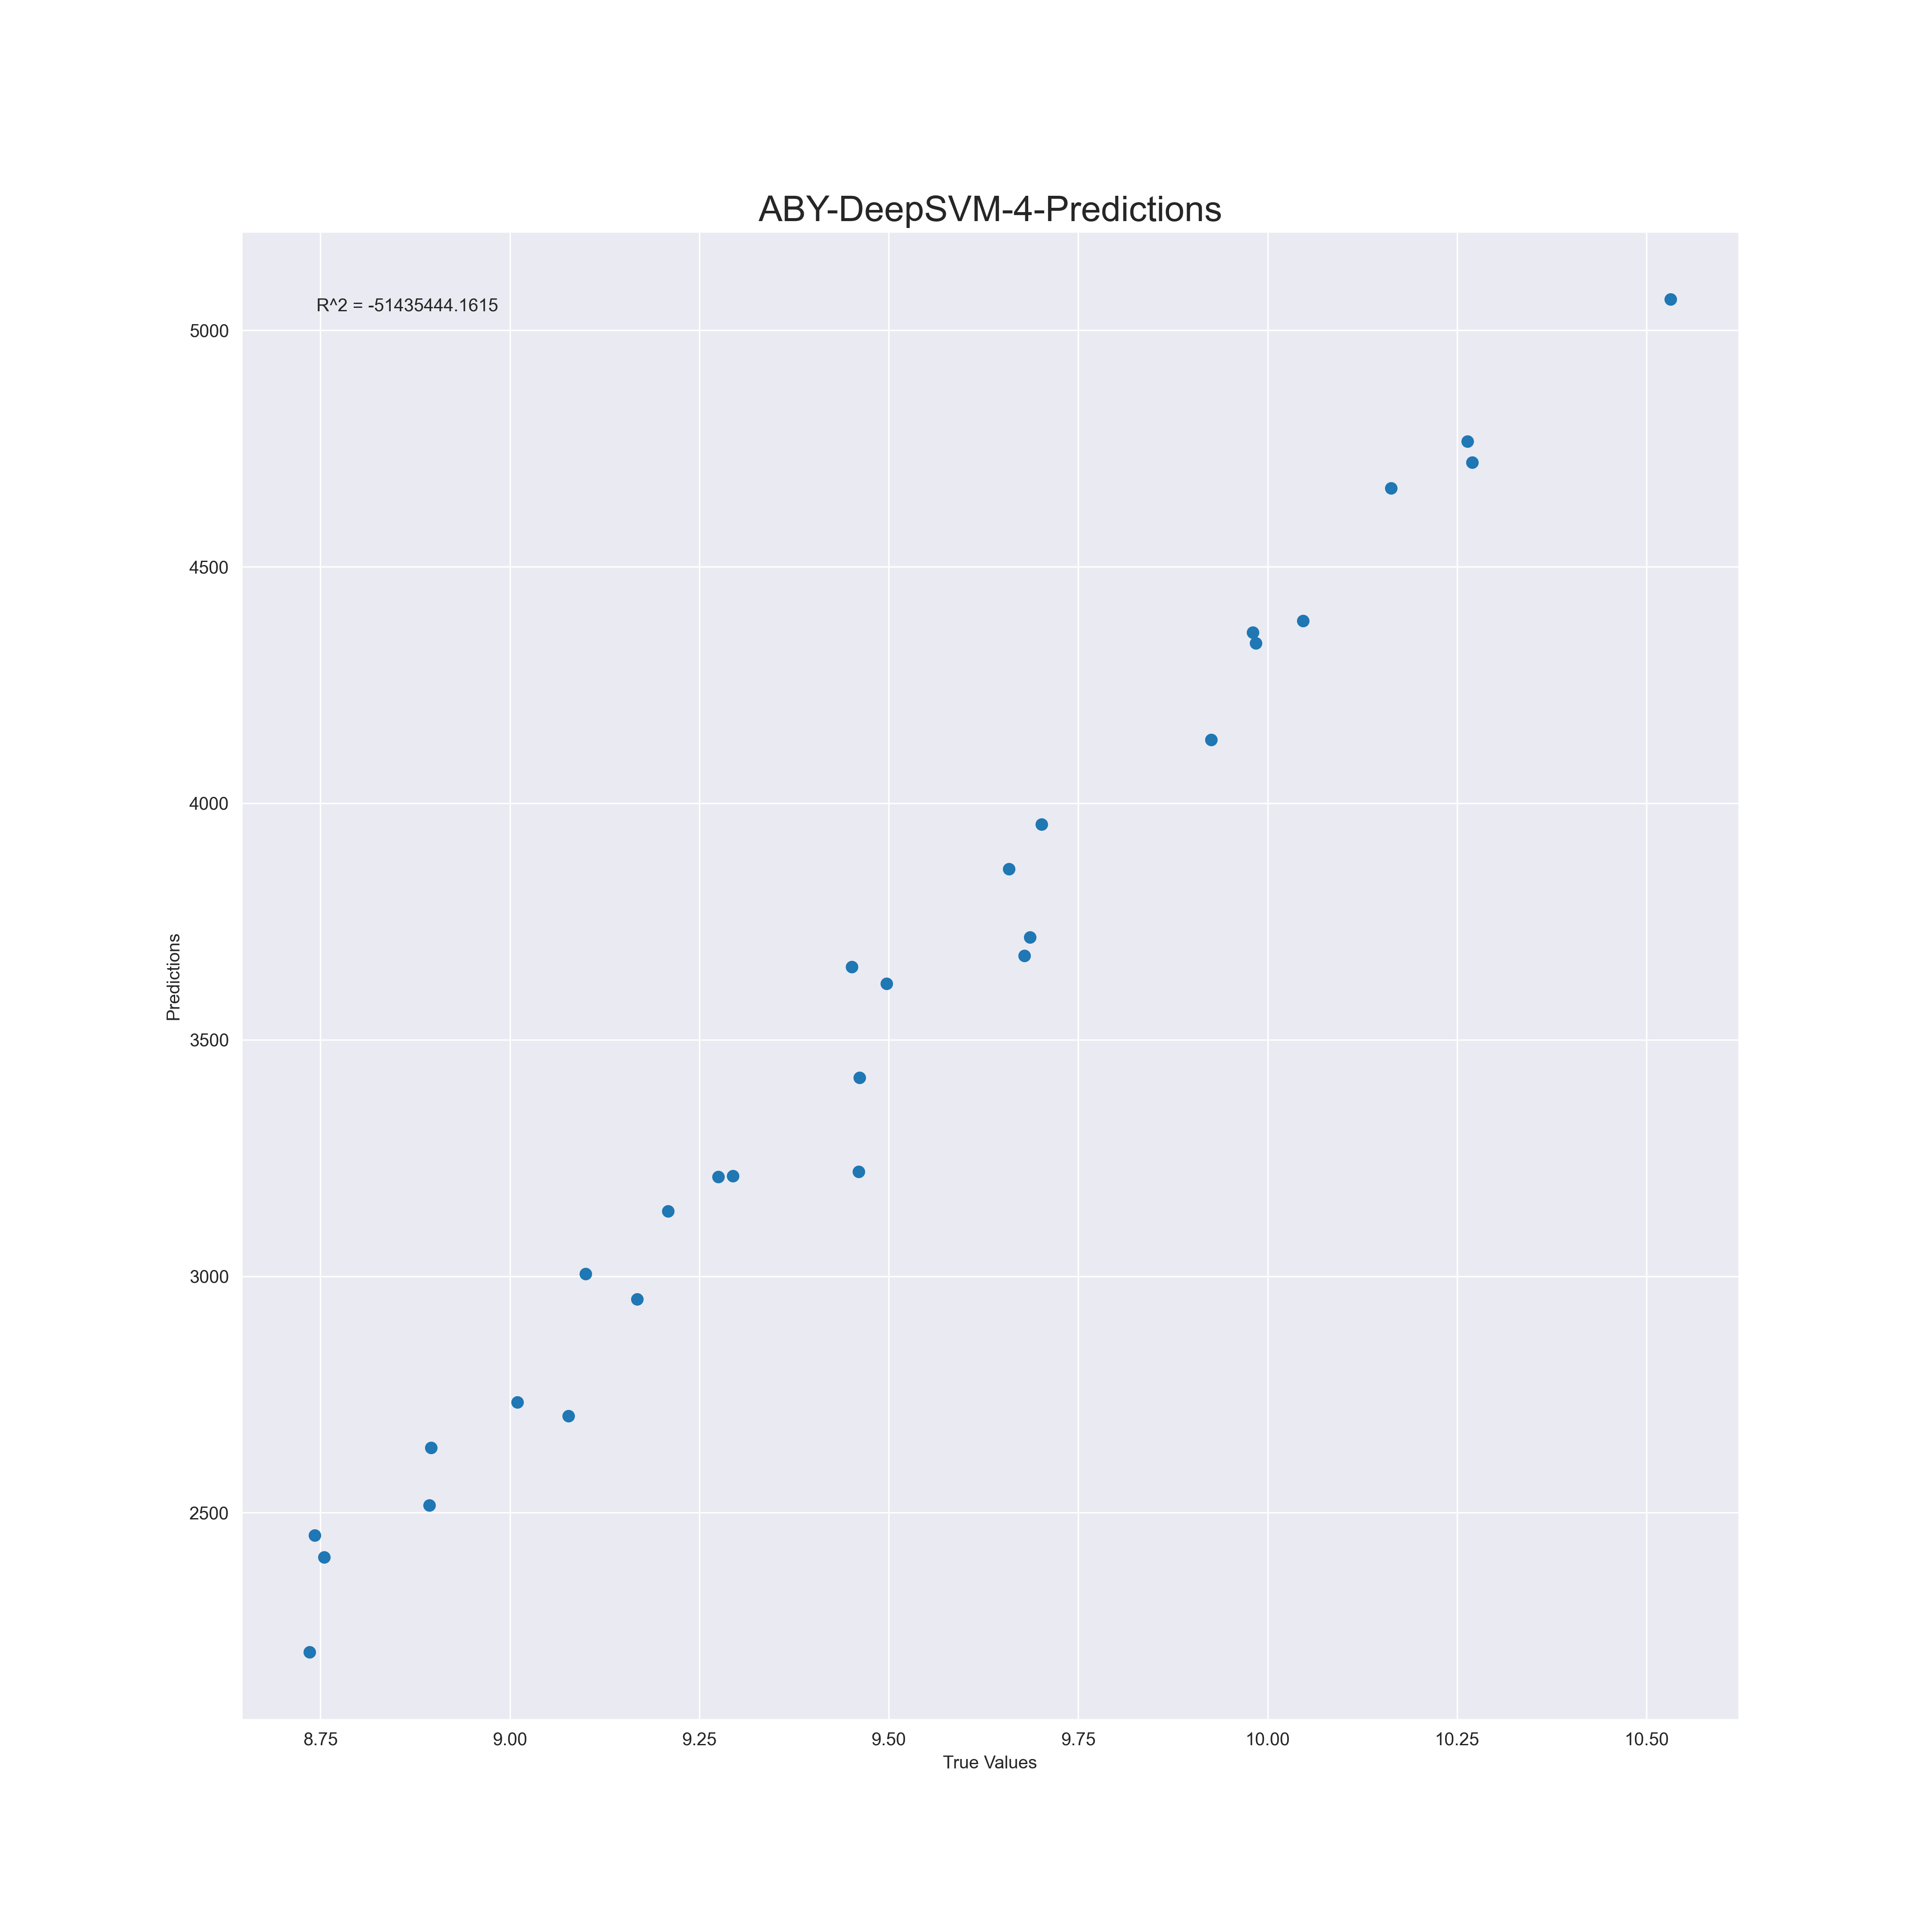 ABY-DeepSVM-4-Predictions
R^2 = -51435444.1615
5000
4500
4000
3500
3000
2500
Predictions
8.75 9.00 9.25 9.50 9.75 10.00 10.25 10.50
True Values